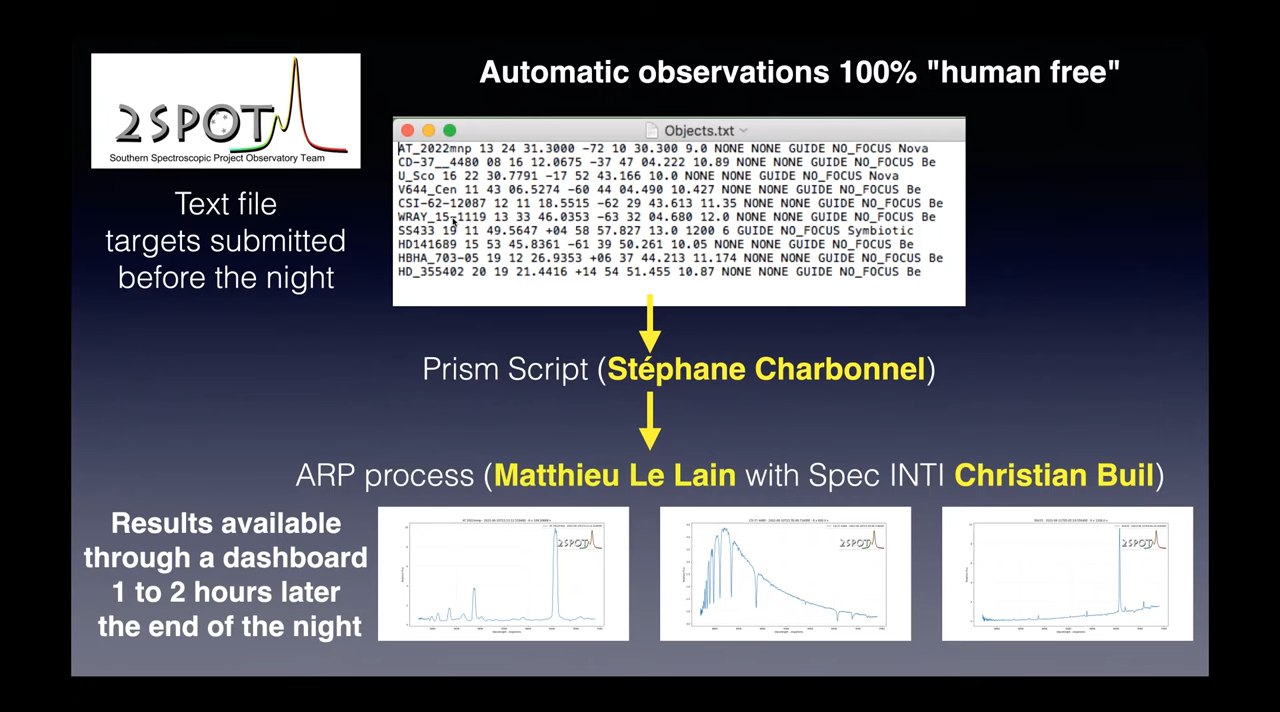 Automatic observations 100% "human free"
2SPOT
Southern Spectroscopic Project Observatory Team
Text file
targets submitted
before the night
Objects.txt
AT_2022mnp 13 24 31.3000 -72 10 30.300 9.0 NONE NONE GUIDE NO_FOCUS Nova
CD-37__4480 08 16 12.0675 -37 47 04.222 10.89 NONE NONE GUIDE NO_FOCUS Be
U_Sco 16 22 30.7791 -17 52 43.166 10.0 NONE NONE GUIDE NO_FOCUS Nova
V644_Cen 11 43 06.5274 -60 44 04.490 10.427 NONE NONE GUIDE NO_FOCUS Be
CSI-62-12087 12 11 18.5515 -62 29 43.613 11.35 NONE NONE GUIDE NO_FOCUS Be
WRAY_15-1119 13 33 46.0353 -63 32 04.680 12.0 NONE NONE GUIDE NO_FOCUS Be
SS433 19 11 49.5647 +04 58 57.827 13.0 1200 6 GUIDE NO_FOCUS Symbiotic
HD141689 15 53 45.8361 -61 39 50.261 10.05 NONE NONE GUIDE NO_FOCUS Be
HBHA_703-05 19 12 26.9353 +06 37 44.213 11.174 NONE NONE GUIDE NO_FOCUS Be
HD_355402 20 19 21.4416 +14 54 51.455 10.87 NONE NONE GUIDE NO_FOCUS Be
Prism Script (Stéphane Charbonnel)
ARP process (Matthieu Le Lain with Spec INTI Christian Buil)
Results available
through a dashboard
1 to 2 hours later
the end of the night
2SPOT
2SPOT
2SPOT